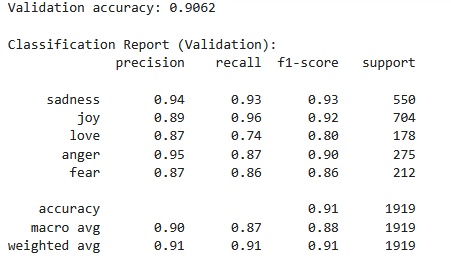 Validation accuracy: 0.9062
Classification Report (Validation):
precision recall f1-score support
sadness 0.94 0.93 0.93 550
joy 0.89 0.96 0.92 704
love 0.87 0.74 0.80 178
anger 0.95 0.87 0.90 275
fear 0.87 0.86 0.86 212
accuracy 0.91 1919
macro avg 0.90 0.87 0.88 1919
weighted avg 0.91 0.91 0.91 1919